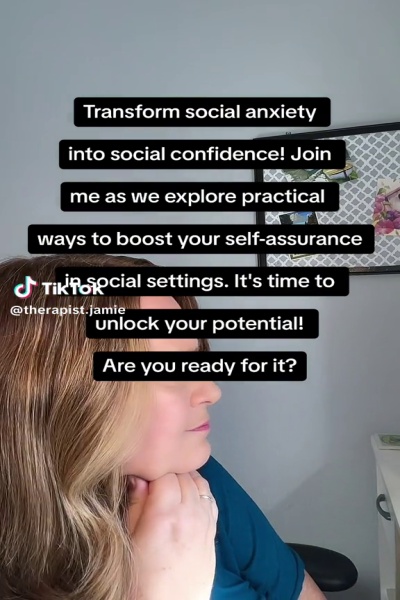 Transform social anxiety
into social confidence! Join
me as we explore practical
ways to boost your self-assurance
in social settings. It's time to
TikTok
@therapist.jamie
unlock your potential!
Are you ready for it?